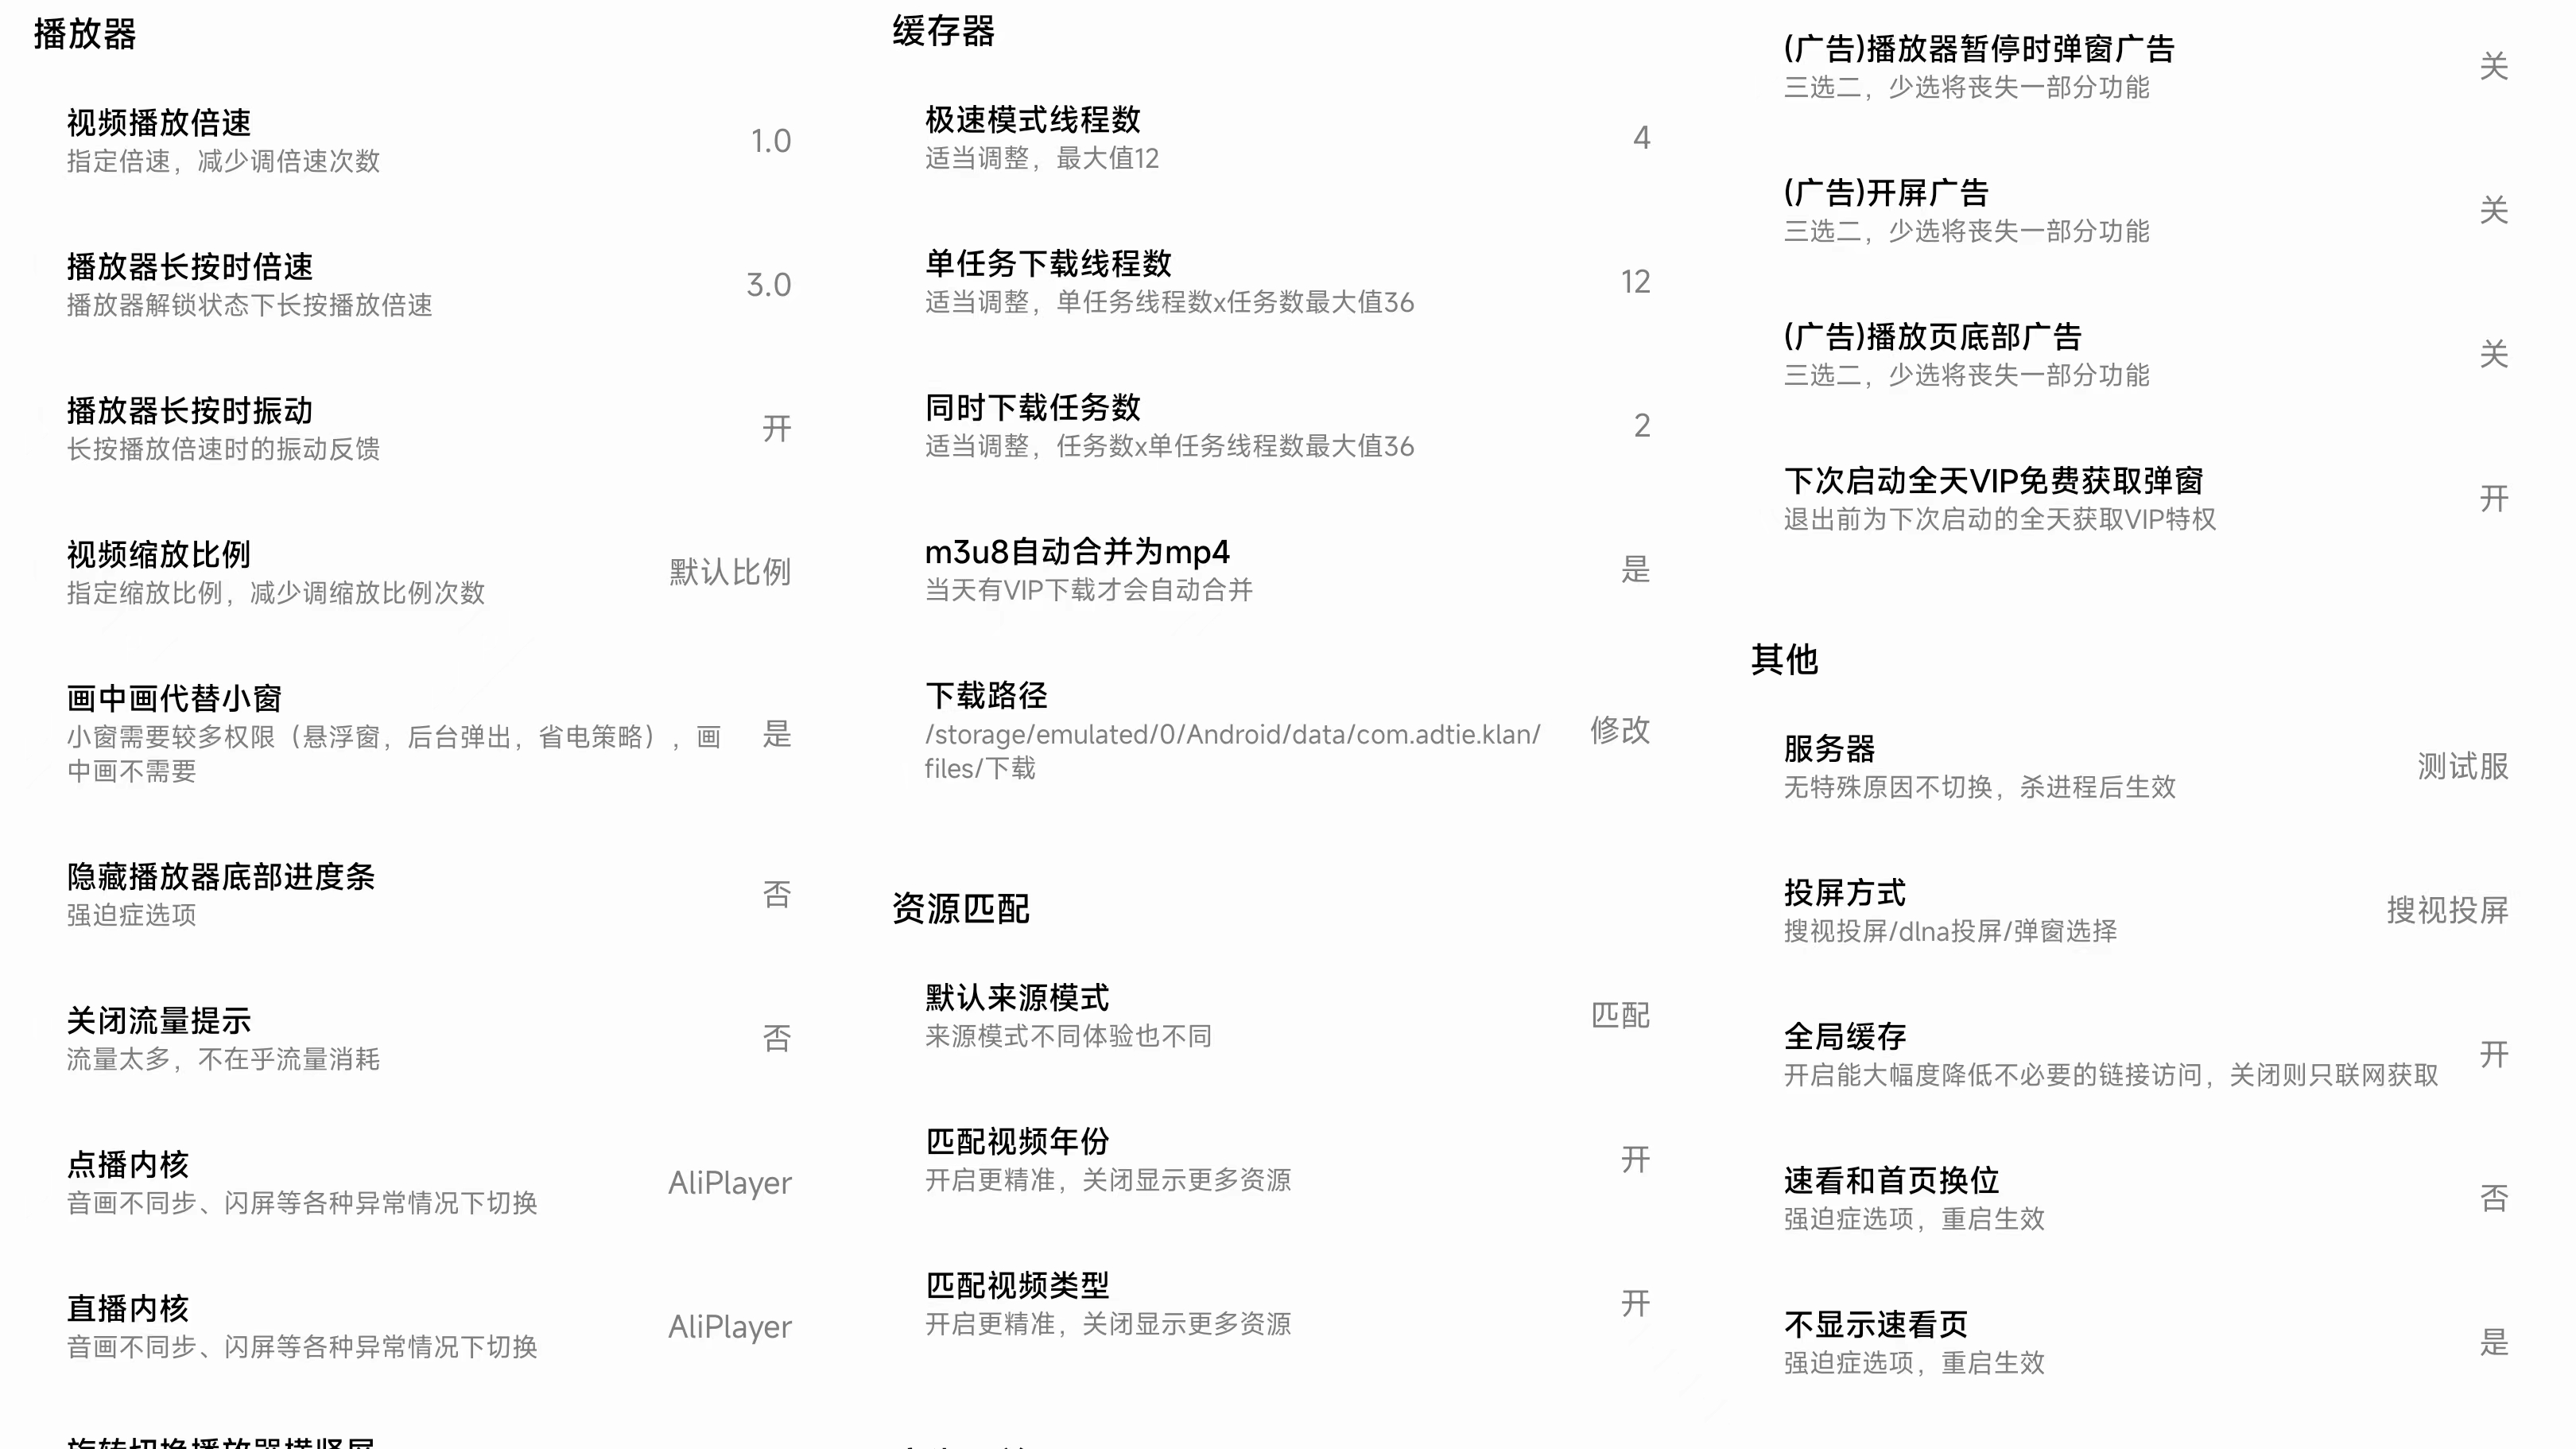 播放器
视频播放倍速
指定倍速，减少调倍速次数
1.0
播放器长按时倍速
播放器解锁状态下长按播放倍速
3.0
播放器长按时振动
长按播放倍速时的振动反馈
开
视频缩放比例
指定缩放比例，减少调缩放比例次数
默认比例
画中画代替小窗
小窗需要较多权限（悬浮窗，后台弹出，省电策略），画
中画不需要
是
隐藏播放器底部进度条
强迫症选项
否
关闭流量提示
流量太多，不在乎流量消耗
否
点播内核
音画不同步、闪屏等各种异常情况下切换
AliPlayer
直播内核
音画不同步、闪屏等各种异常情况下切换
AliPlayer
旋转切换播放器横竖屏
缓存器
极速模式线程数
适当调整，最大值12
4
单任务下载线程数
适当调整，单任务线程数x任务数最大值36
12
同时下载任务数
适当调整，任务数x单任务线程数最大值36
2
m3u8自动合并为mp4
当天有VIP下载才会自动合并
是
下载路径
/storage/emulated/0/Android/data/com.adtie.klan/
files/下载
修改
资源匹配
默认来源模式
来源模式不同体验也不同
匹配
匹配视频年份
开启更精准，关闭显示更多资源
开
匹配视频类型
开启更精准，关闭显示更多资源
开
(广告)播放器暂停时弹窗广告
三选二，少选将丧失一部分功能
关
(广告)开屏广告
三选二，少选将丧失一部分功能
关
(广告)播放页底部广告
三选二，少选将丧失一部分功能
关
下次启动全天VIP免费获取弹窗
退出前为下次启动的全天获取VIP特权
开
其他
服务器
无特殊原因不切换，杀进程后生效
测试服
投屏方式
搜视投屏/dlna投屏/弹窗选择
搜视投屏
全局缓存
开启能大幅度降低不必要的链接访问，关闭则只联网获取
开
速看和首页换位
强迫症选项，重启生效
否
不显示速看页
强迫症选项，重启生效
是